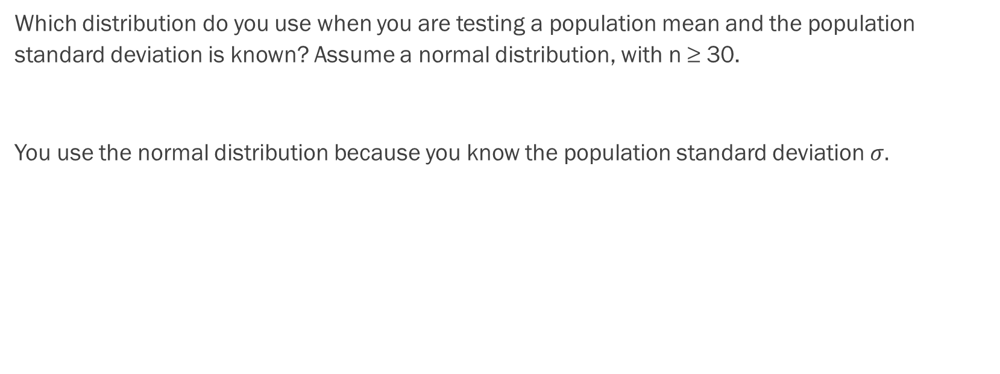 Which distribution do you use when you are testing a population mean and the population
standard deviation is known? Assume a normal distribution, with n ≥ 30.
You use the normal distribution because you know the population standard deviation σ.